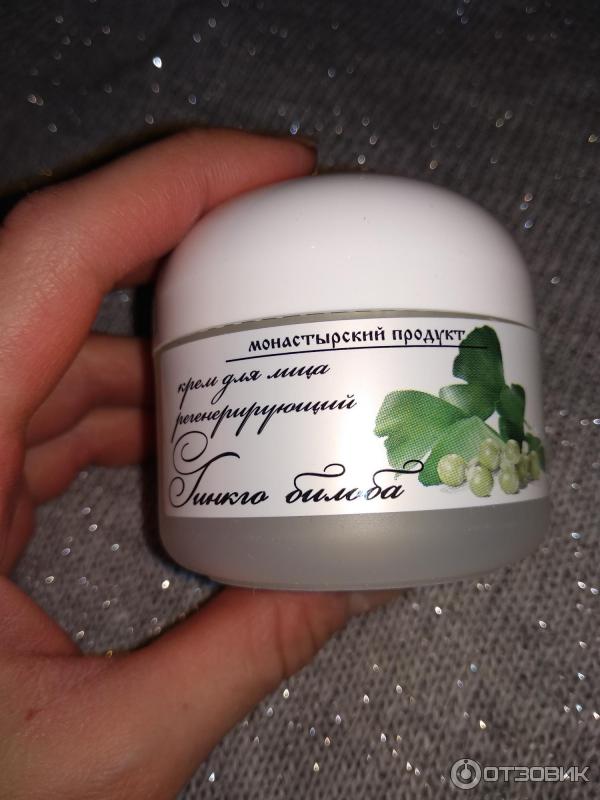 монастырский продукт
крем для лица
регенерирующий
Гинкго билоба
ОТЗОВИК